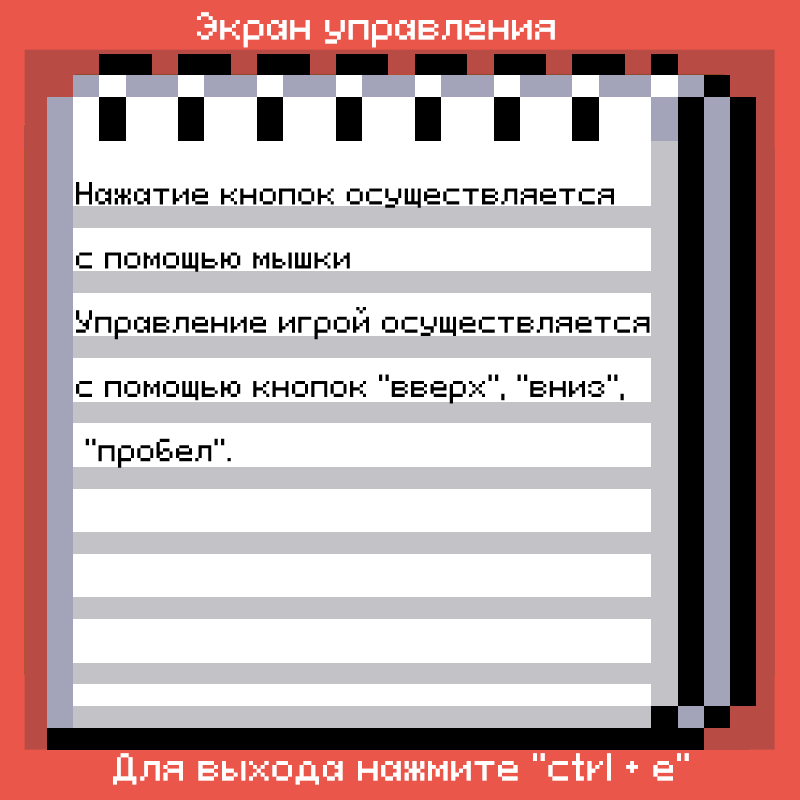 Экран управления
Нажатие кнопок осуществляется
с помощью мышки
Управление игрой осуществляется
с помощью кнопок "вверх", "вниз",
"пробел".
Для выхода нажмите "ctrl + e"